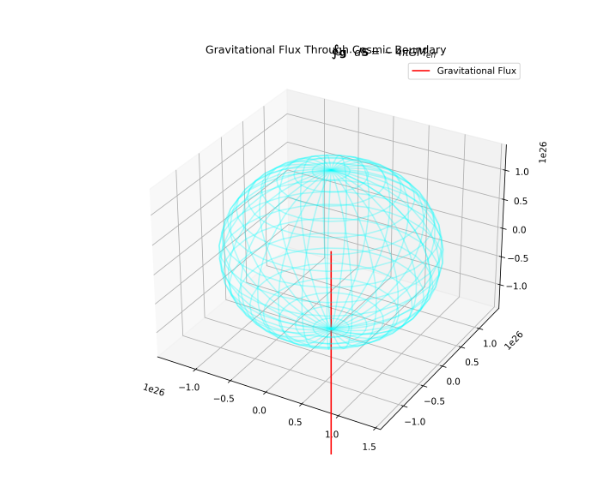 Gravitational Flux Through Cosmic Boundary
∮g · dS = −4πGM_eff
Gravitational Flux
1e26
1.0
0.5
0.0
−0.5
−1.0
1e26
1.0
0.5
0.0
−0.5
−1.0
1e26
−1.0
−0.5
0.0
0.5
1.0
1.5